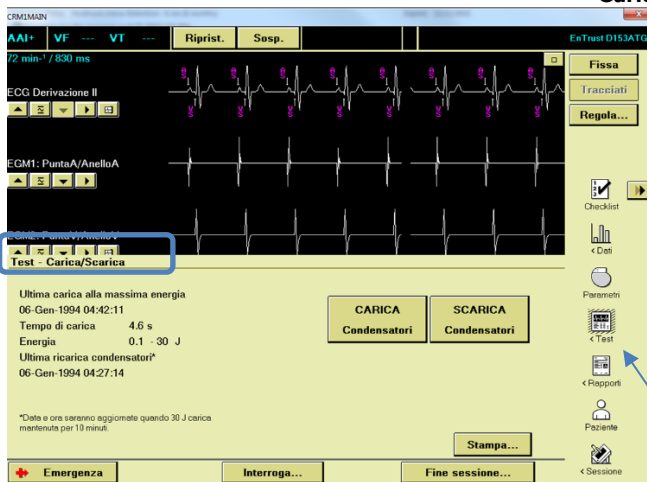 CRM1MAIN
AAI+ VF --- VT --- Riprist. Sosp. EnTrust D153ATG
72 min-¹ / 830 ms
Fissa
ECG Derivazione II
Tracciati
Regola...
EGM1: PuntaA/AnelloA
Checklist
EGM2: PuntaV/AnelloV
< Dati
Test - Carica/Scarica
Ultima carica alla massima energia
06-Gen-1994 04:42:11
Tempo di carica 4.6 s
Energia 0.1 - 30 J
Ultima ricarica condensatori*
06-Gen-1994 04:27:14
CARICA Condensatori
SCARICA Condensatori
Parametri
< Test
< Rapporti
Paziente
*Data e ora saranno aggiornate quando 30 J carica
mantenuta per 10 minuti.
Stampa...
< Sessione
Emergenza Interroga... Fine sessione...